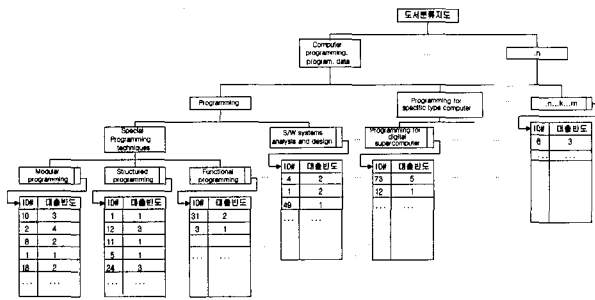 도서분류지도
Computer
programming,
program, data
...
.n
Programming
Programming for
specific type computer
...
.n...k...m
Special
Programming
techniques
S/W systems
analysis and design
Programming for
digital
supercomputer
Modular
programming
Structured
programming
Functional
programming
ID# 대출빈도
10 3
2 4
8 2
1 1
18 2
... ...
ID# 대출빈도
1 1
12 3
11 1
5 1
24 3
... ...
ID# 대출빈도
31 2
3 1
... ...
ID# 대출빈도
4 2
1 2
49 1
... ...
ID# 대출빈도
73 5
12 1
... ...
ID# 대출빈도
6 3
... ...